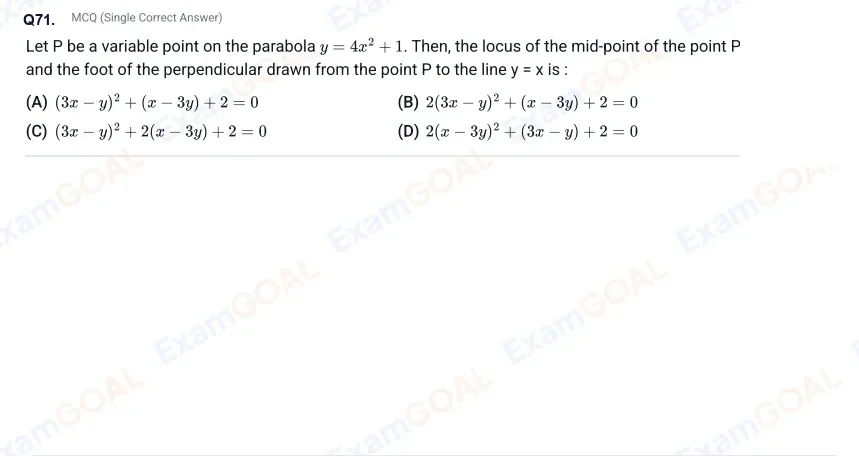 Q71. MCQ (Single Correct Answer)
Let P be a variable point on the parabola y = 4x² + 1. Then, the locus of the mid-point of the point P
and the foot of the perpendicular drawn from the point P to the line y = x is :
(A) (3x − y)² + (x − 3y) + 2 = 0 (B) 2(3x − y)² + (x − 3y) + 2 = 0
(C) (3x − y)² + 2(x − 3y) + 2 = 0 (D) 2(x − 3y)² + (3x − y) + 2 = 0
ExamGOAL ExamGOAL ExamGOAL
ExamGOAL ExamGOAL
ExamGOAL ExamGOAL ExamGOAL